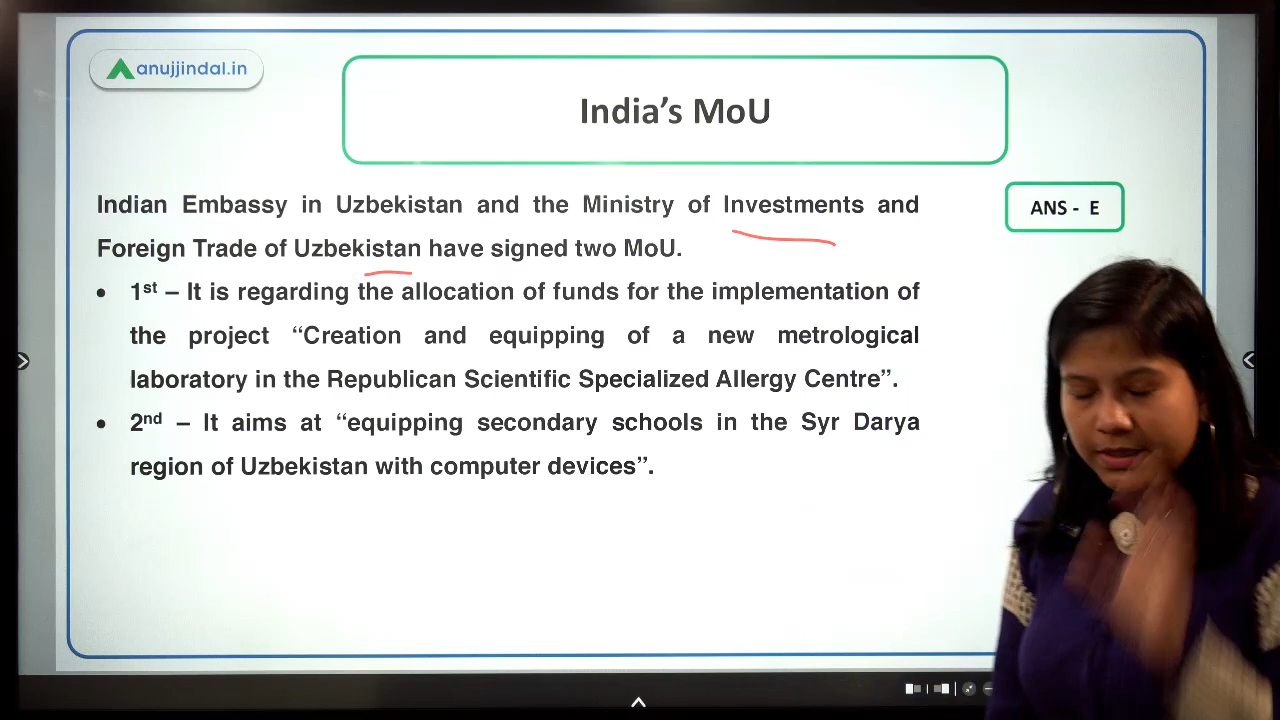 anujjindal.in
India’s MoU
Indian Embassy in Uzbekistan and the Ministry of Investments and
Foreign Trade of Uzbekistan have signed two MoU.
ANS - E
• 1st – It is regarding the allocation of funds for the implementation of
the project “Creation and equipping of a new metrological
laboratory in the Republican Scientific Specialized Allergy Centre”.
• 2nd – It aims at “equipping secondary schools in the Syr Darya
region of Uzbekistan with computer devices”.